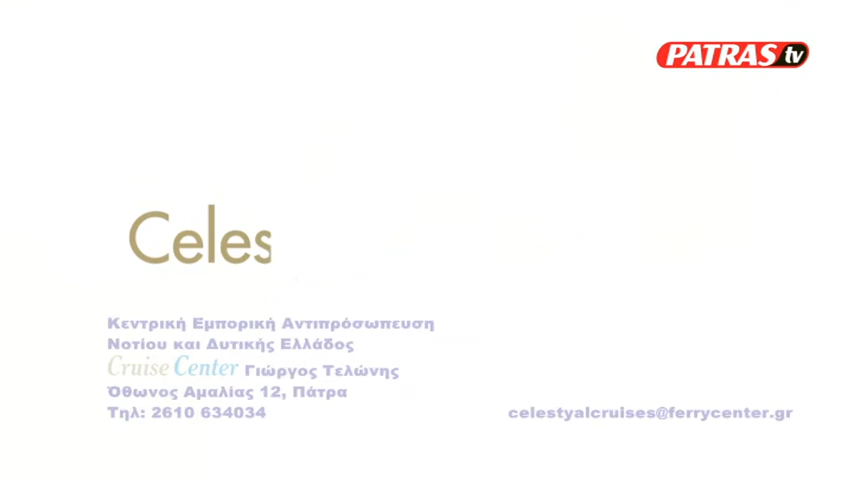 PATRAS tv
Celes
Κεντρική Εμπορική Αντιπρόσωπευση
Νοτίου και Δυτικής Ελλάδος
Cruise Center Γιώργος Τελώνης
Όθωνος Αμαλίας 12, Πάτρα
Τηλ: 2610 634034
celestyalcruises@ferrycenter.gr